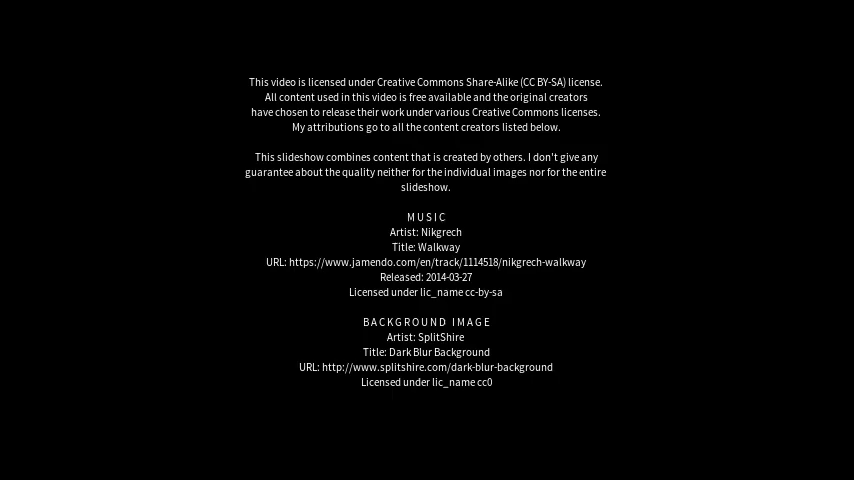 This video is licensed under Creative Commons Share-Alike (CC BY-SA) license.
All content used in this video is free available and the original creators
have chosen to release their work under various Creative Commons licenses.
My attributions go to all the content creators listed below.
This slideshow combines content that is created by others. I don't give any
guarantee about the quality neither for the individual images nor for the entire
slideshow.
MUSIC
Artist: Nikgrech
Title: Walkway
URL: https://www.jamendo.com/en/track/1114518/nikgrech-walkway
Released: 2014-03-27
Licensed under lic_name cc-by-sa
BACKGROUND IMAGE
Artist: SplitShire
Title: Dark Blur Background
URL: http://www.splitshire.com/dark-blur-background
Licensed under lic_name cc0